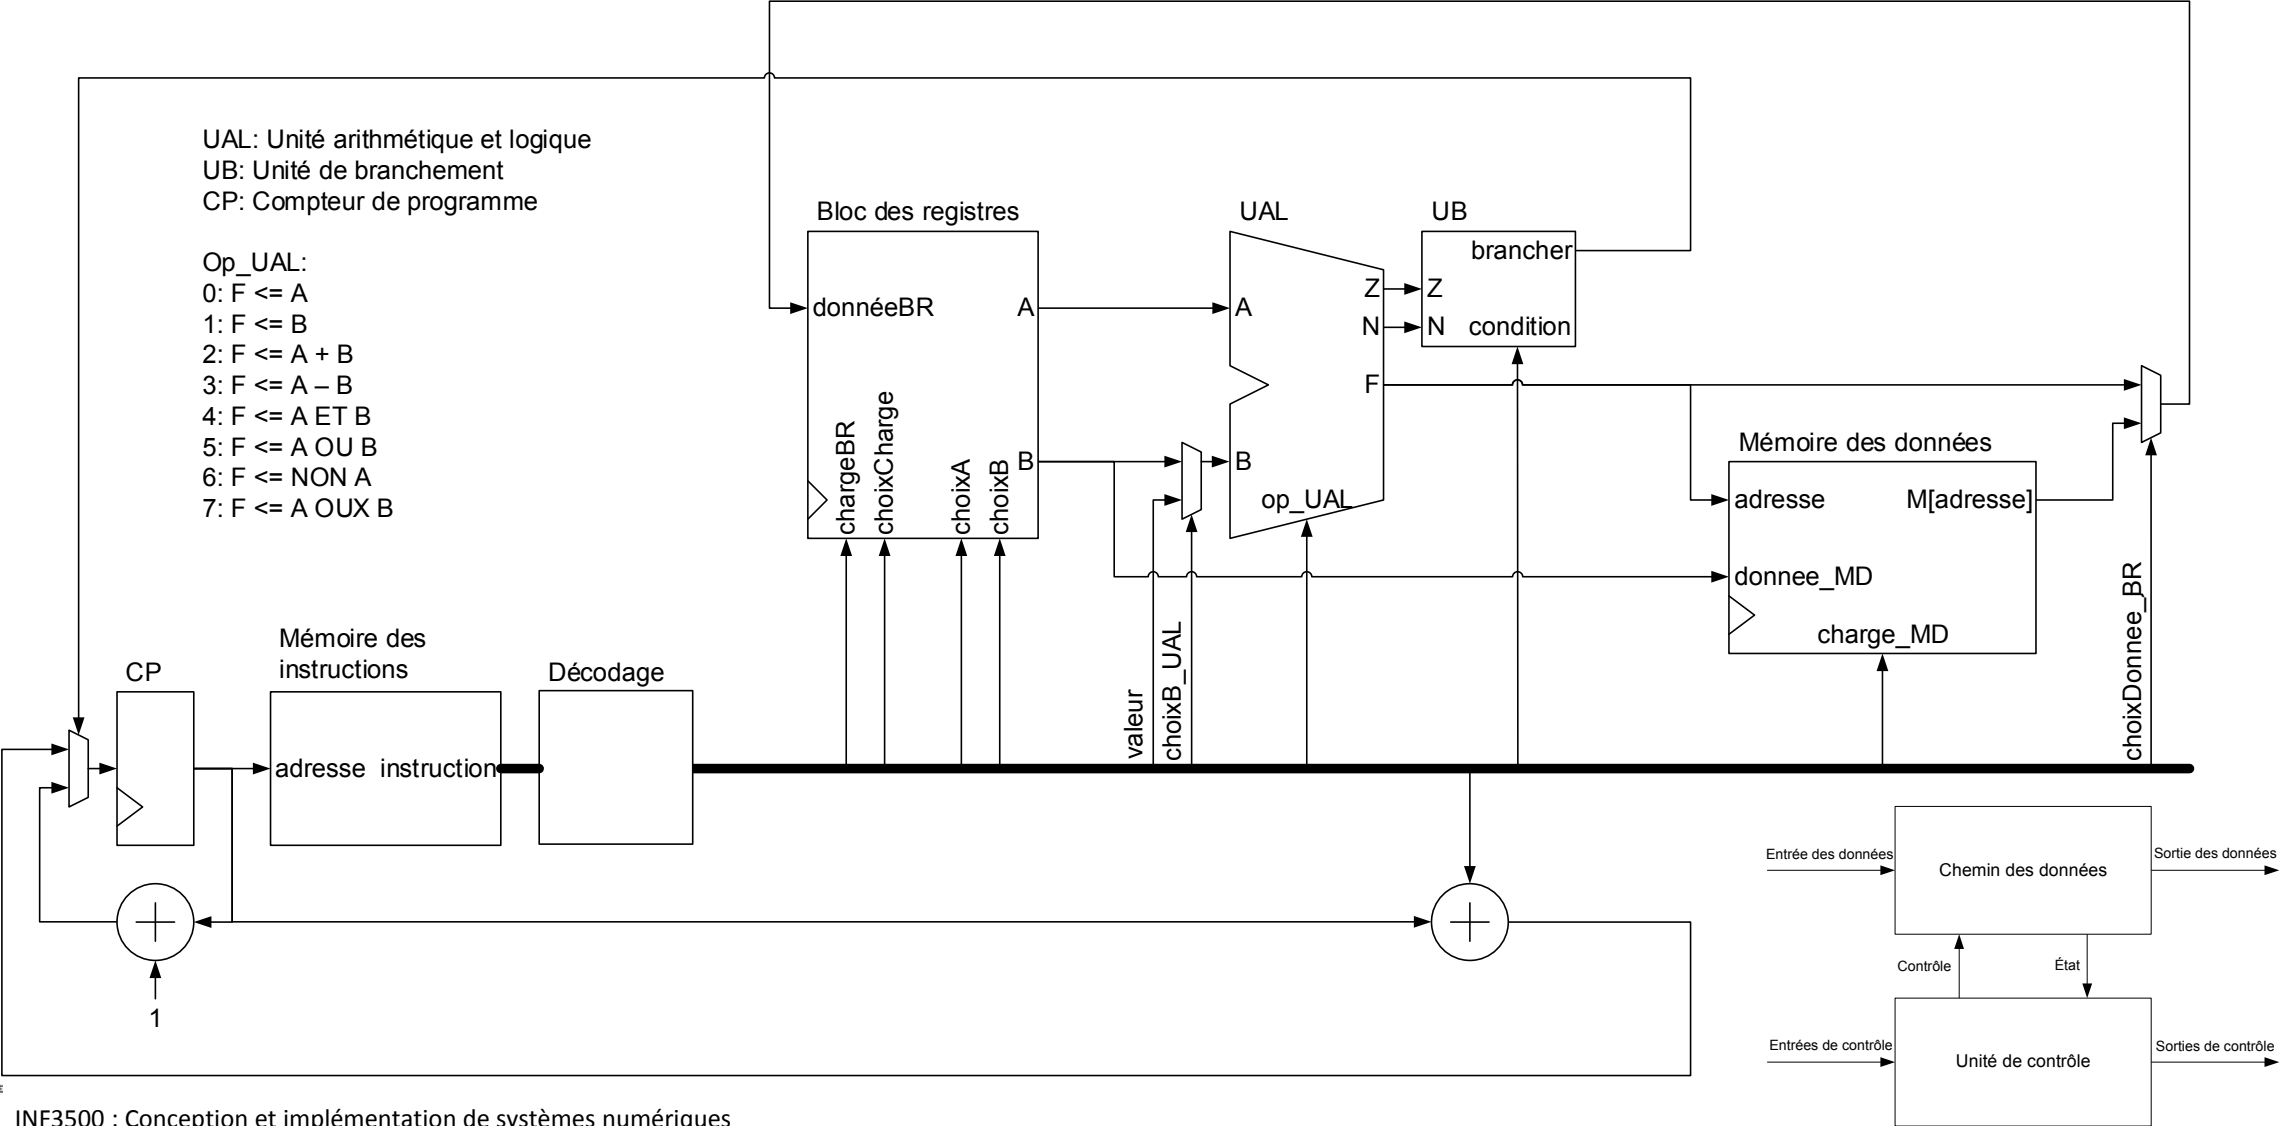 UAL: Unité arithmétique et logique
UB: Unité de branchement
CP: Compteur de programme
Op_UAL:
0: F <= A
1: F <= B
2: F <= A + B
3: F <= A – B
4: F <= A ET B
5: F <= A OU B
6: F <= NON A
7: F <= A OUX B
Bloc des registres
donnéeBR
A
B
chargeBR
choixCharge
choixA
choixB
UAL
A
B
Z
N
F
op_UAL
UB
brancher
Z
N condition
valeur
choixB_UAL
Mémoire des données
adresse M[adresse]
donnee_MD
charge_MD
choixDonnee_BR
CP
Mémoire des
instructions
adresse instruction
Décodage
1
Entrée des données
Chemin des données
Sortie des données
Contrôle
État
Entrées de contrôle
Unité de contrôle
Sorties de contrôle
INF3500 : Conception et implémentation de systèmes numériques